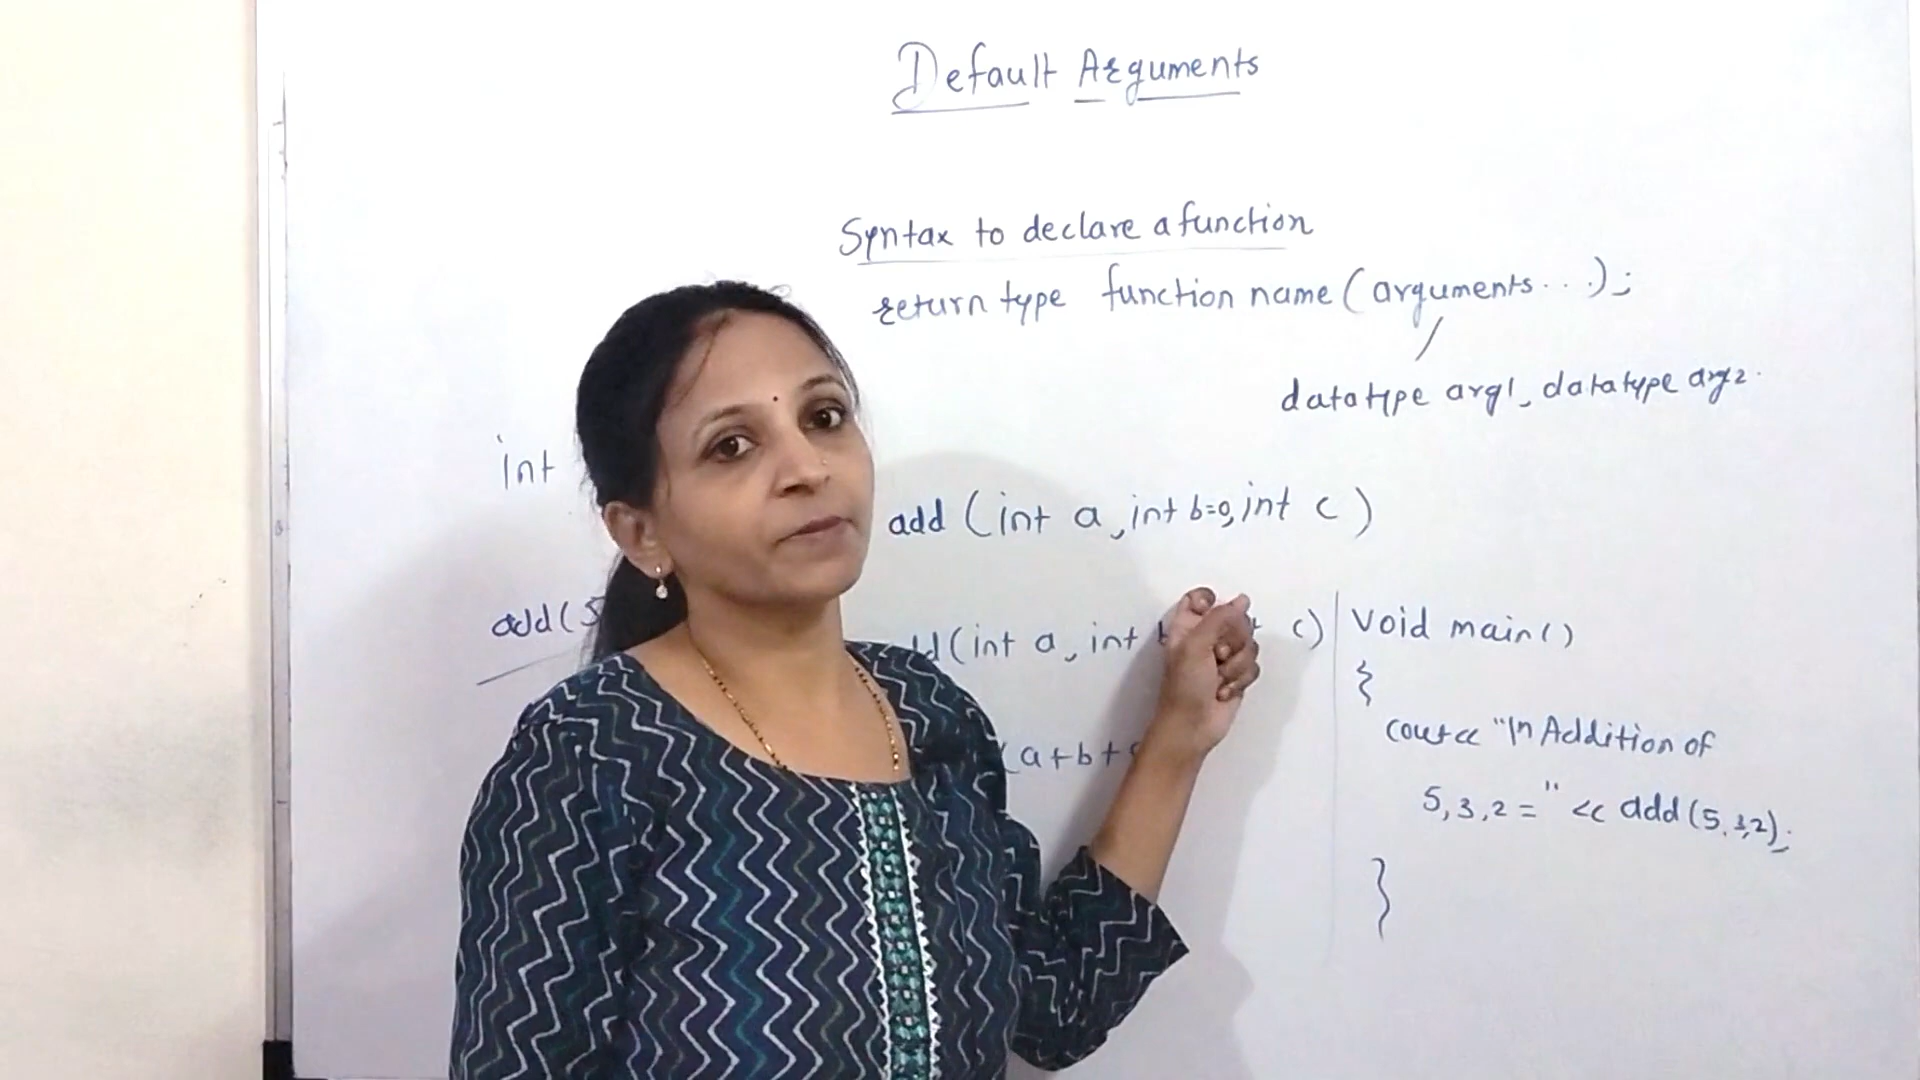 Default Arguments
Syntax to declare a function
return type function name (arguments...);
datatype arg1, datatype arg2.
int
add (int a, int b=0, int c)
add(5
(int a, int c)
void main()
{
(a+b+
cout<< "\n Addition of
5,3,2 = " << add(5,3,2);
}